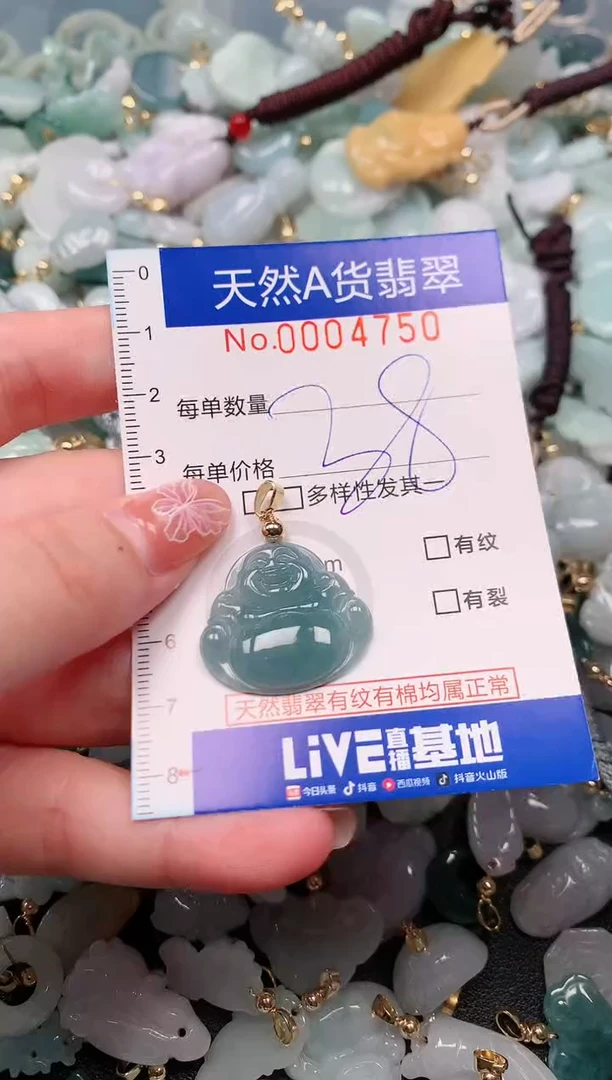 0
天然A货翡翠
1
No.0004750
2
每单数量
38
3
每单价格
多样性发其一
m
有纹
有裂
6
7
天然翡翠有纹有棉均属正常
LiVE直播基地
8
今日头条 抖音 西瓜视频 抖音火山版